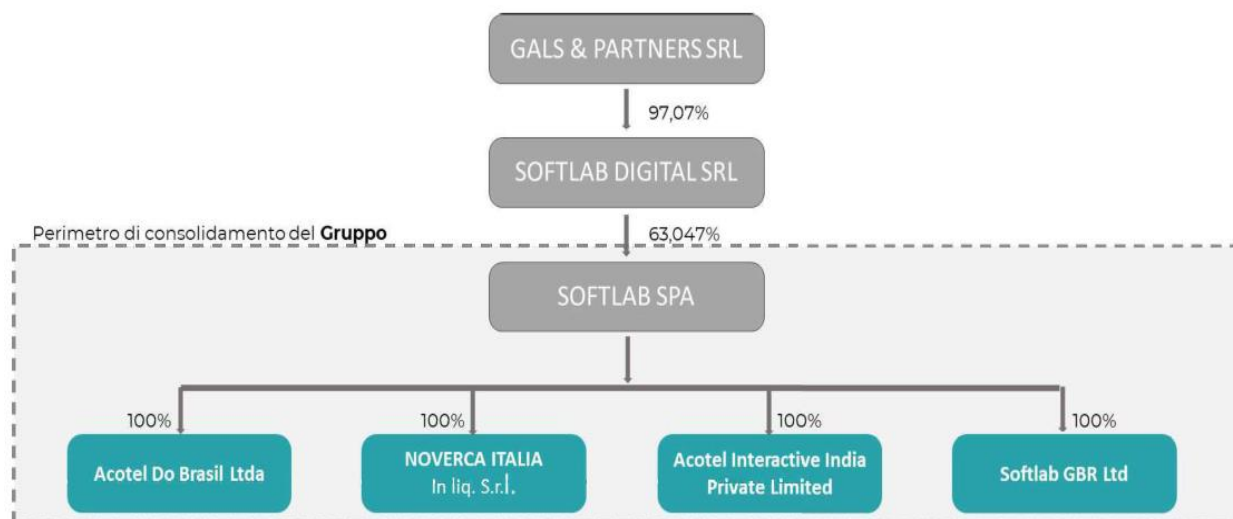 GALS & PARTNERS SRL
97,07%
SOFTLAB DIGITAL SRL
Perimetro di consolidamento del Gruppo
63,047%
SOFTLAB SPA
100%
100%
100%
100%
Acotel Do Brasil Ltda
NOVERCA ITALIA
In liq. S.r.l.
Acotel Interactive India
Private Limited
Softlab GBR Ltd